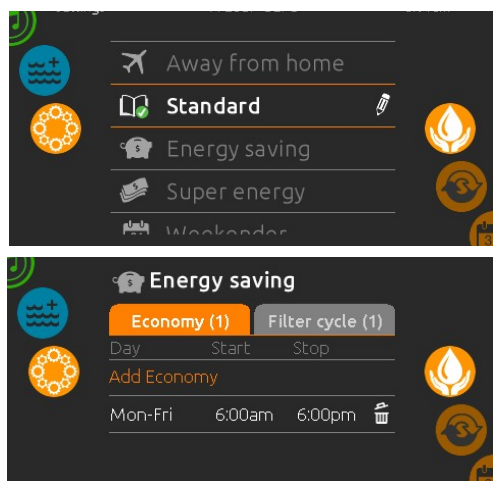 Away from home
Standard
Energy saving
Super energy
Energy saving
Economy (1) Filter cycle (1)
Day Start Stop
Add Economy
Mon-Fri 6:00am 6:00pm